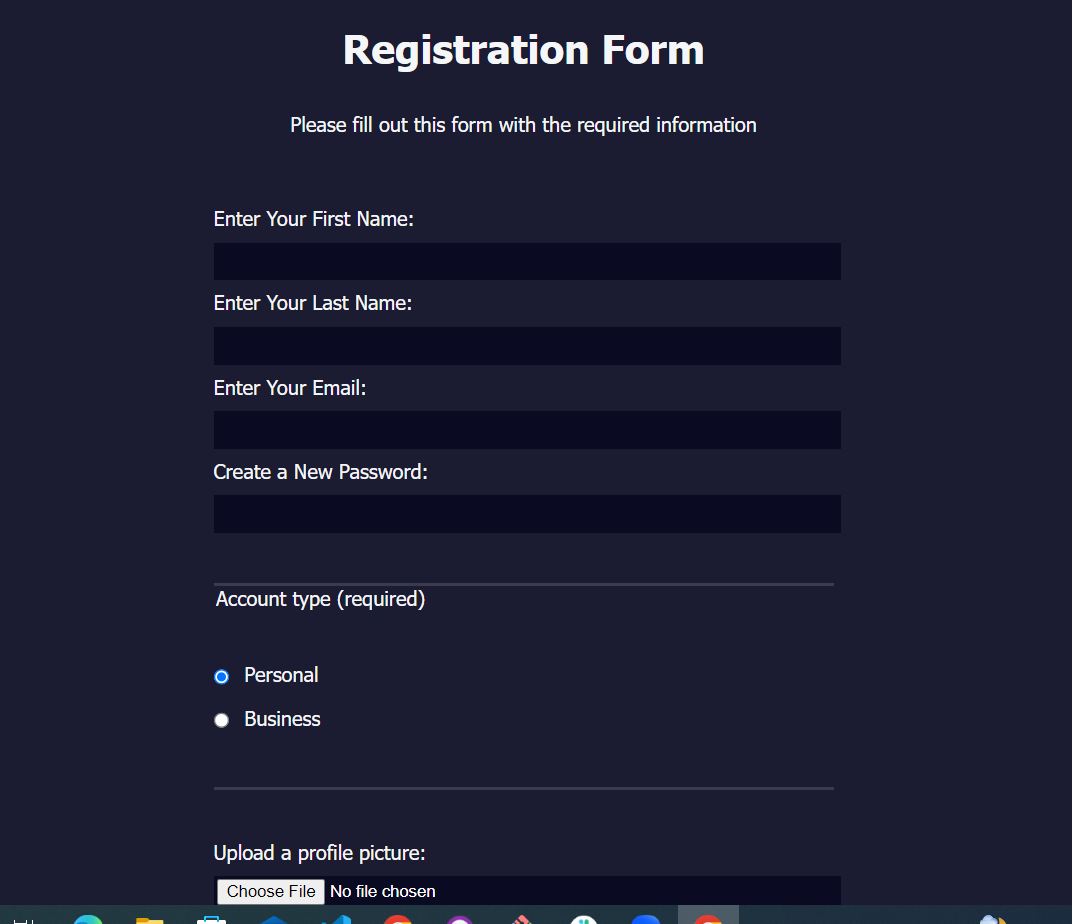 Registration Form
Please fill out this form with the required information
Enter Your First Name:
Enter Your Last Name:
Enter Your Email:
Create a New Password:
Account type (required)
Personal
Business
Upload a profile picture:
Choose File No file chosen